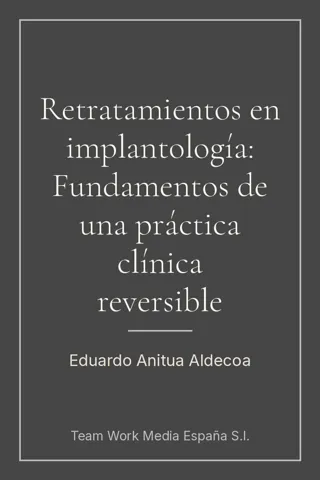 Retratamientos en
implantología:
Fundamentos de
una práctica
clínica
reversible
Eduardo Anitua Aldecoa
Team Work Media España S.l.